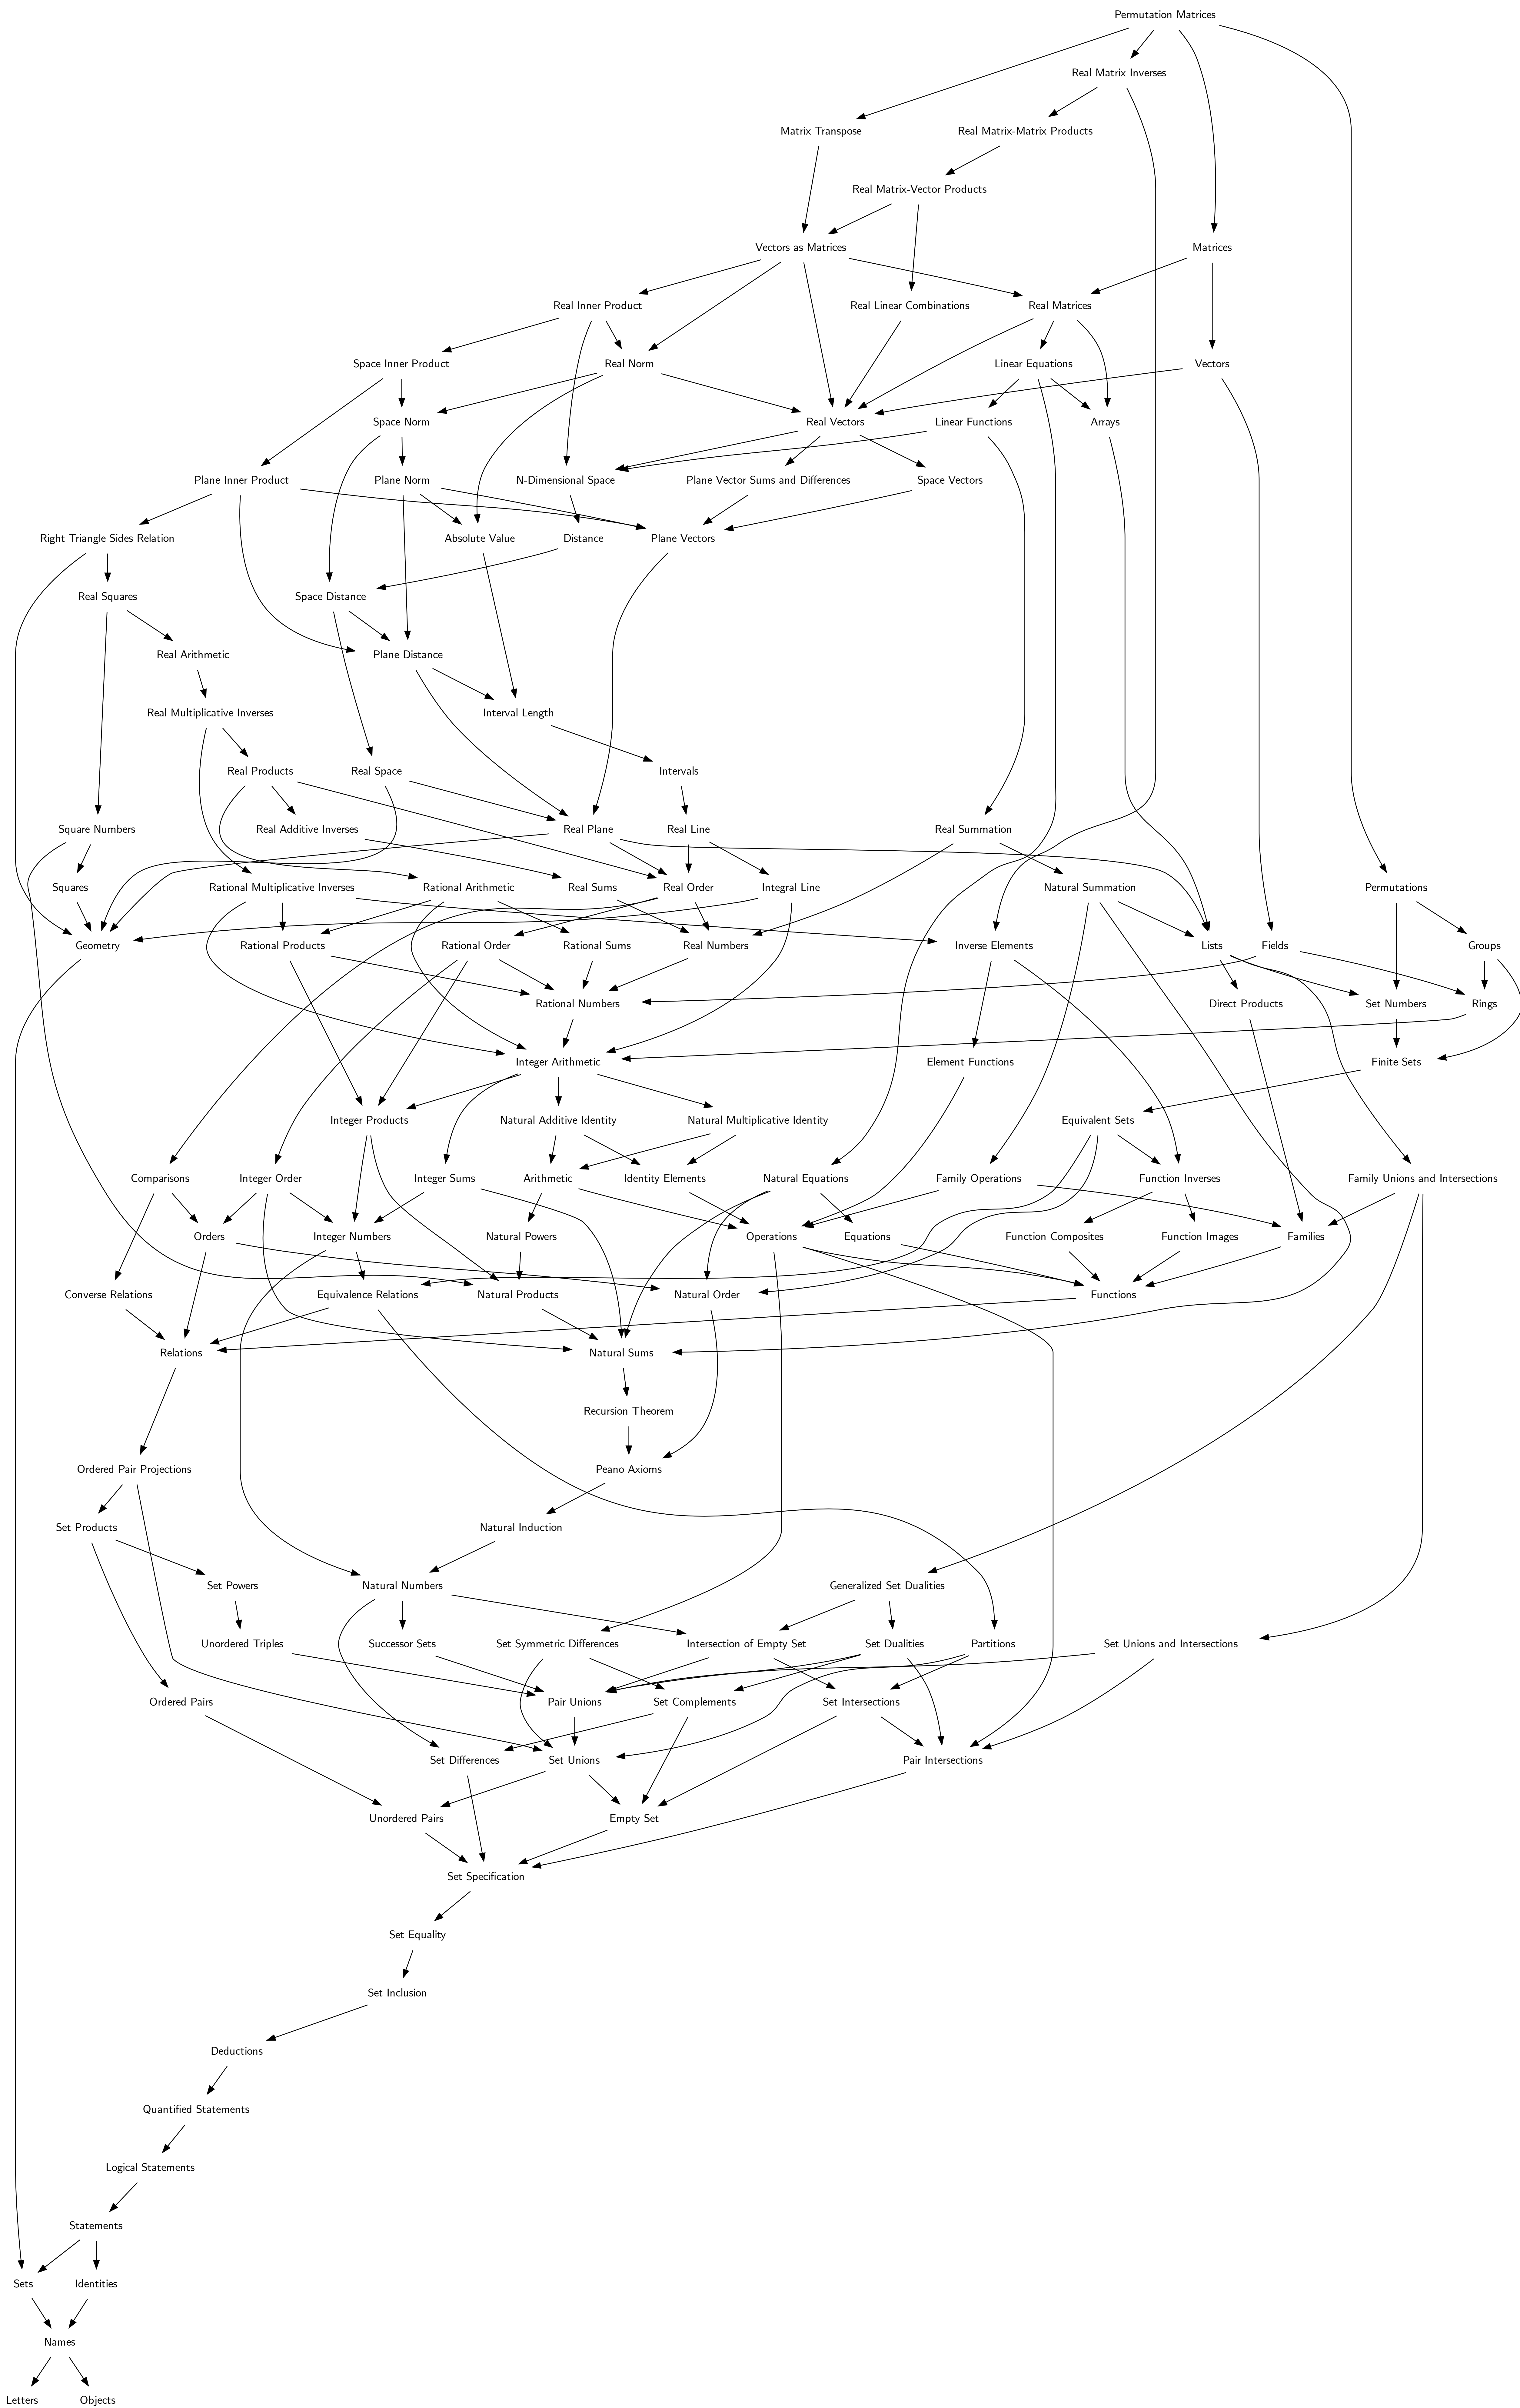 Permutation Matrices
Real Matrix Inverses
Matrix Transpose
Real Matrix-Matrix Products
Real Matrix-Vector Products
Vectors as Matrices
Matrices
Real Inner Product
Real Linear Combinations
Real Matrices
Space Inner Product
Real Norm
Linear Equations
Vectors
Space Norm
Real Vectors
Linear Functions
Arrays
Plane Inner Product
Plane Norm
N-Dimensional Space
Plane Vector Sums and Differences
Space Vectors
Right Triangle Sides Relation
Absolute Value
Distance
Plane Vectors
Real Squares
Space Distance
Real Arithmetic
Plane Distance
Real Multiplicative Inverses
Interval Length
Real Products
Real Space
Intervals
Square Numbers
Real Additive Inverses
Real Plane
Real Line
Real Summation
Squares
Rational Multiplicative Inverses
Rational Arithmetic
Real Sums
Real Order
Integral Line
Natural Summation
Permutations
Geometry
Rational Products
Rational Order
Rational Sums
Real Numbers
Inverse Elements
Lists
Fields
Groups
Rational Numbers
Direct Products
Set Numbers
Rings
Integer Arithmetic
Element Functions
Finite Sets
Integer Products
Natural Additive Identity
Natural Multiplicative Identity
Equivalent Sets
Comparisons
Integer Order
Integer Sums
Arithmetic
Identity Elements
Natural Equations
Family Operations
Function Inverses
Family Unions and Intersections
Orders
Integer Numbers
Natural Powers
Operations
Equations
Function Composites
Function Images
Families
Converse Relations
Equivalence Relations
Natural Products
Natural Order
Functions
Relations
Natural Sums
Recursion Theorem
Ordered Pair Projections
Peano Axioms
Set Products
Natural Induction
Set Powers
Natural Numbers
Generalized Set Dualities
Unordered Triples
Successor Sets
Set Symmetric Differences
Intersection of Empty Set
Set Dualities
Partitions
Set Unions and Intersections
Ordered Pairs
Pair Unions
Set Complements
Set Intersections
Set Differences
Set Unions
Pair Intersections
Unordered Pairs
Empty Set
Set Specification
Set Equality
Set Inclusion
Deductions
Quantified Statements
Logical Statements
Statements
Sets
Identities
Names
Letters
Objects